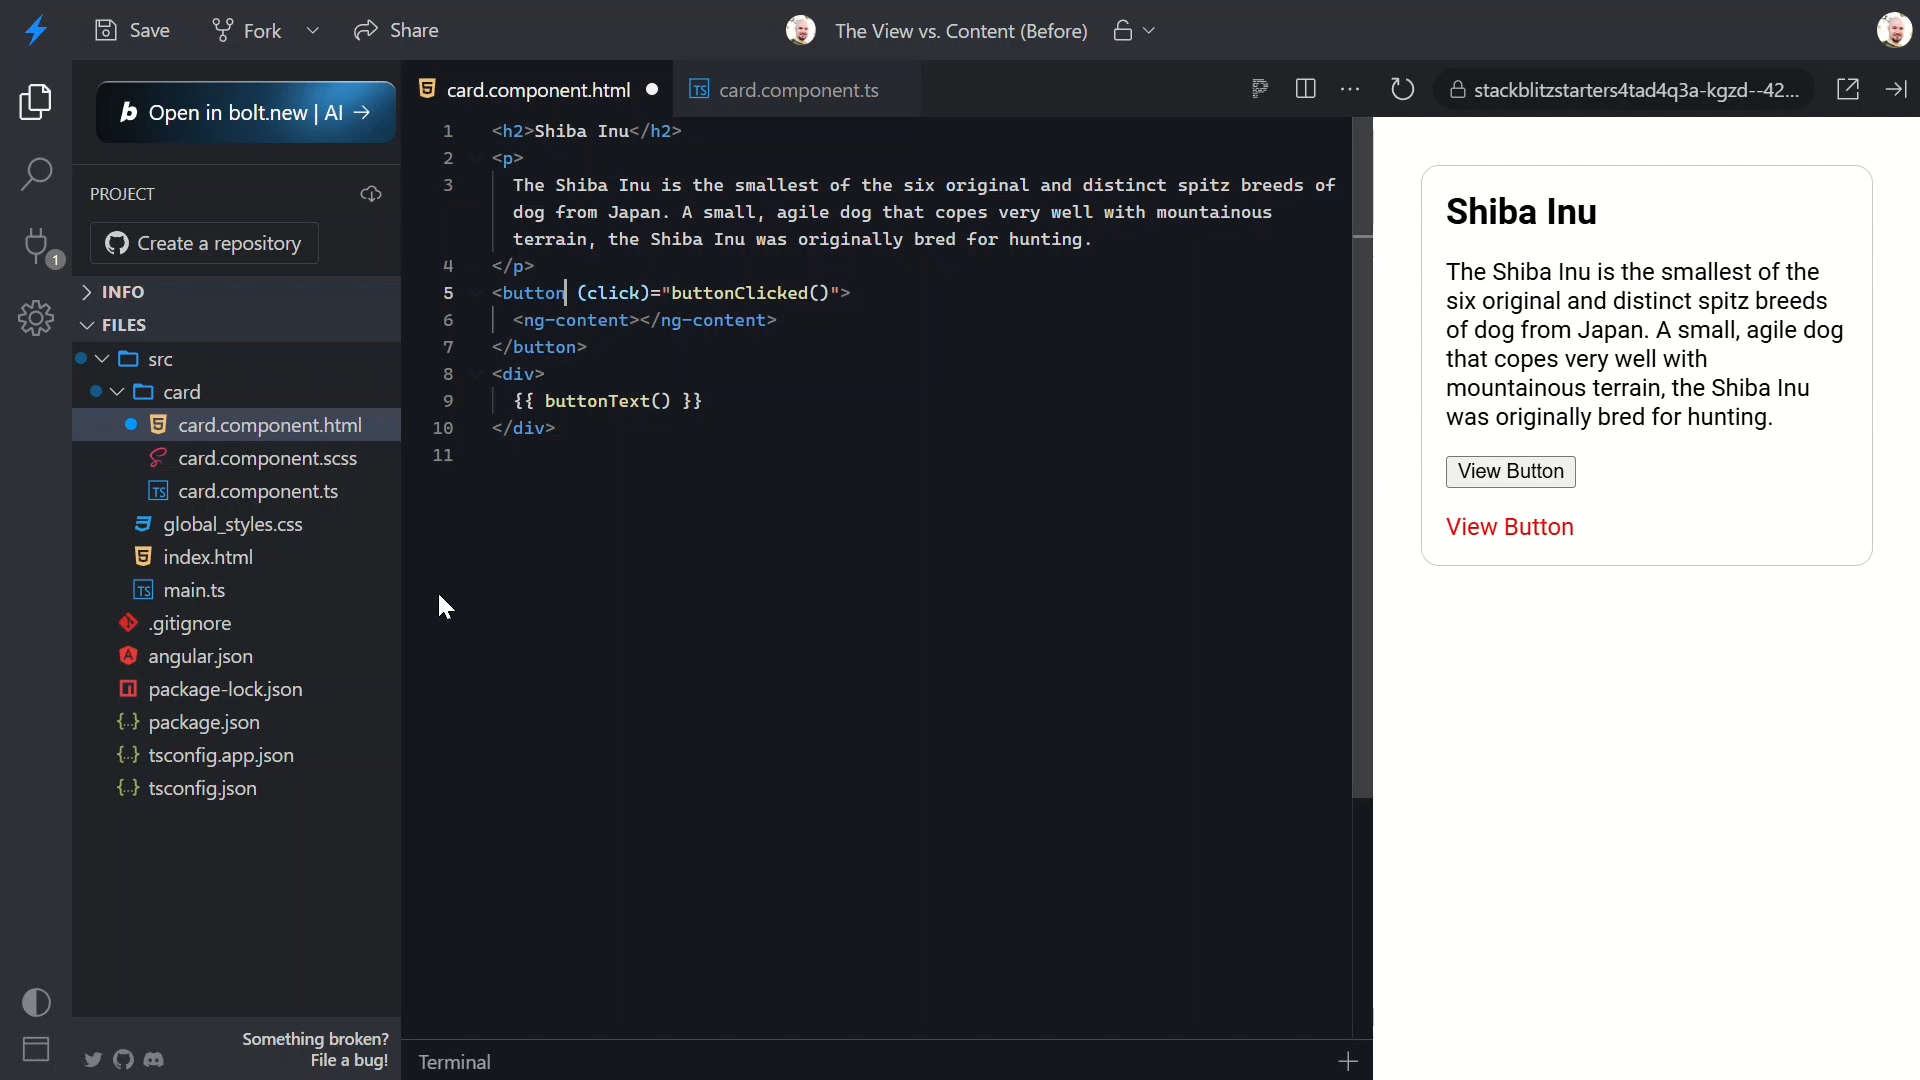 Save
Fork
Share
The View vs. Content (Before)
b Open in bolt.new | AI →
card.component.html
TS card.component.ts
stackblitzstarters4tad4q3a-kgzd--42...
PROJECT
Create a repository
1
INFO
FILES
src
card
card.component.html
card.component.scss
TS card.component.ts
global_styles.css
index.html
TS main.ts
.gitignore
angular.json
package-lock.json
{..} package.json
{..} tsconfig.app.json
{..} tsconfig.json
Something broken?
File a bug!
1 <h2>Shiba Inu</h2>
2 <p>
3 The Shiba Inu is the smallest of the six original and distinct spitz breeds of
dog from Japan. A small, agile dog that copes very well with mountainous
terrain, the Shiba Inu was originally bred for hunting.
4 </p>
5 <button (click)="buttonClicked()">
6 <ng-content></ng-content>
7 </button>
8 <div>
9 {{ buttonText() }}
10 </div>
11
Terminal
Shiba Inu
The Shiba Inu is the smallest of the
six original and distinct spitz breeds
of dog from Japan. A small, agile dog
that copes very well with
mountainous terrain, the Shiba Inu
was originally bred for hunting.
View Button
View Button